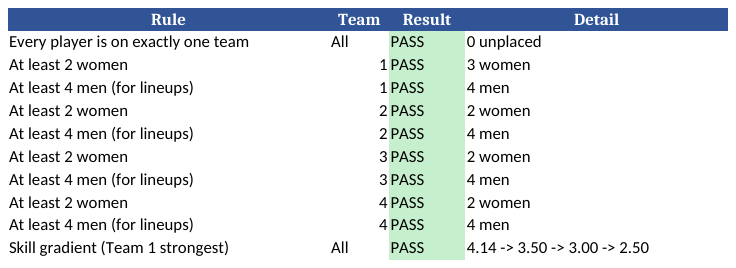 Rule Team Result Detail
Every player is on exactly one team All PASS 0 unplaced
At least 2 women 1 PASS 3 women
At least 4 men (for lineups) 1 PASS 4 men
At least 2 women 2 PASS 2 women
At least 4 men (for lineups) 2 PASS 4 men
At least 2 women 3 PASS 2 women
At least 4 men (for lineups) 3 PASS 4 men
At least 2 women 4 PASS 2 women
At least 4 men (for lineups) 4 PASS 4 men
Skill gradient (Team 1 strongest) All PASS 4.14 -> 3.50 -> 3.00 -> 2.50